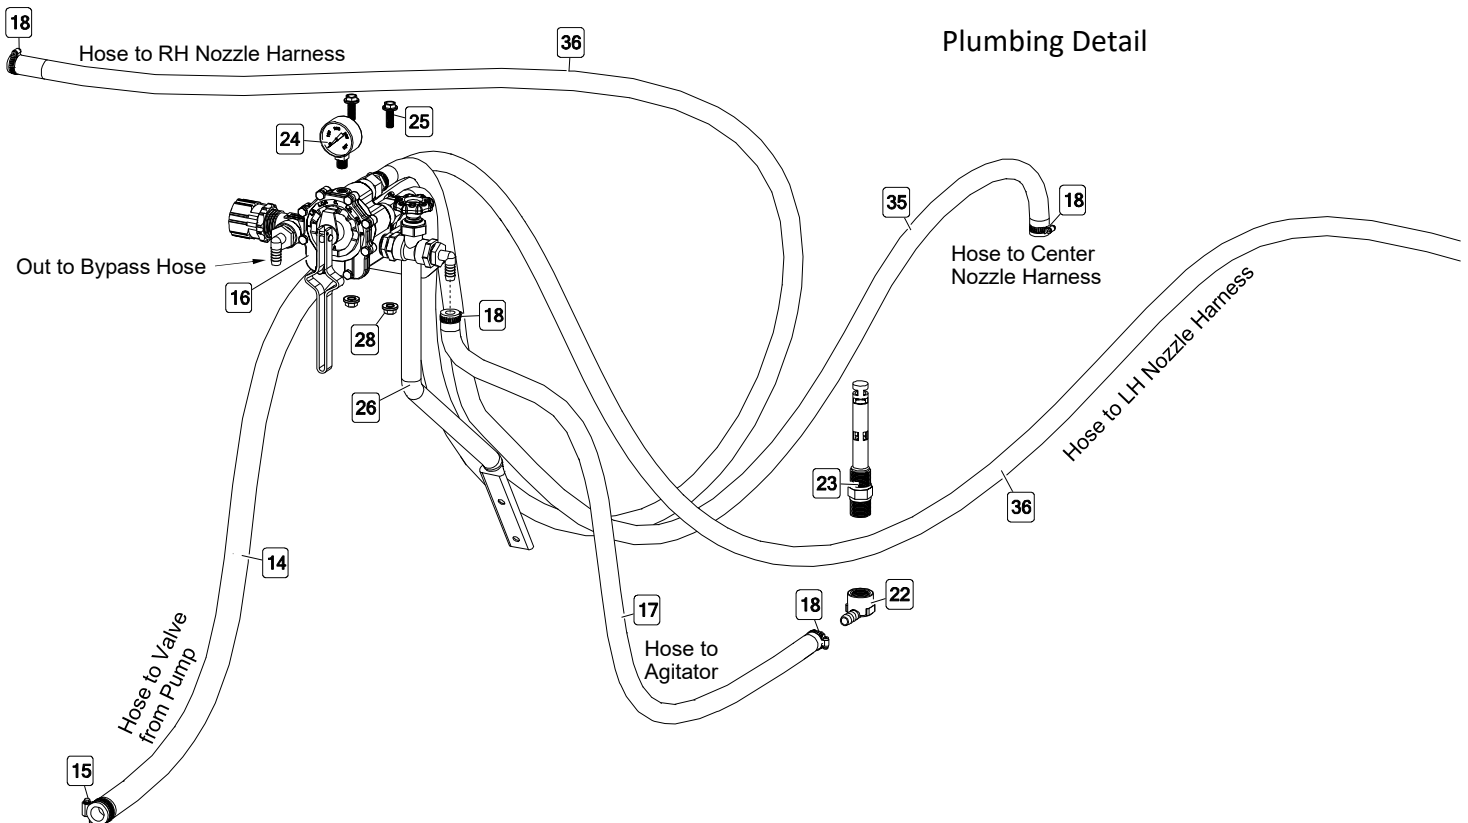 Plumbing Detail
18
Hose to RH Nozzle Harness
36
24
25
35
18
Out to Bypass Hose
16
Hose to Center
Nozzle Harness
28
18
Hose to LH Nozzle Harness
26
23
36
14
17
18
22
Hose to
Agitator
Hose to Valve
from Pump
15